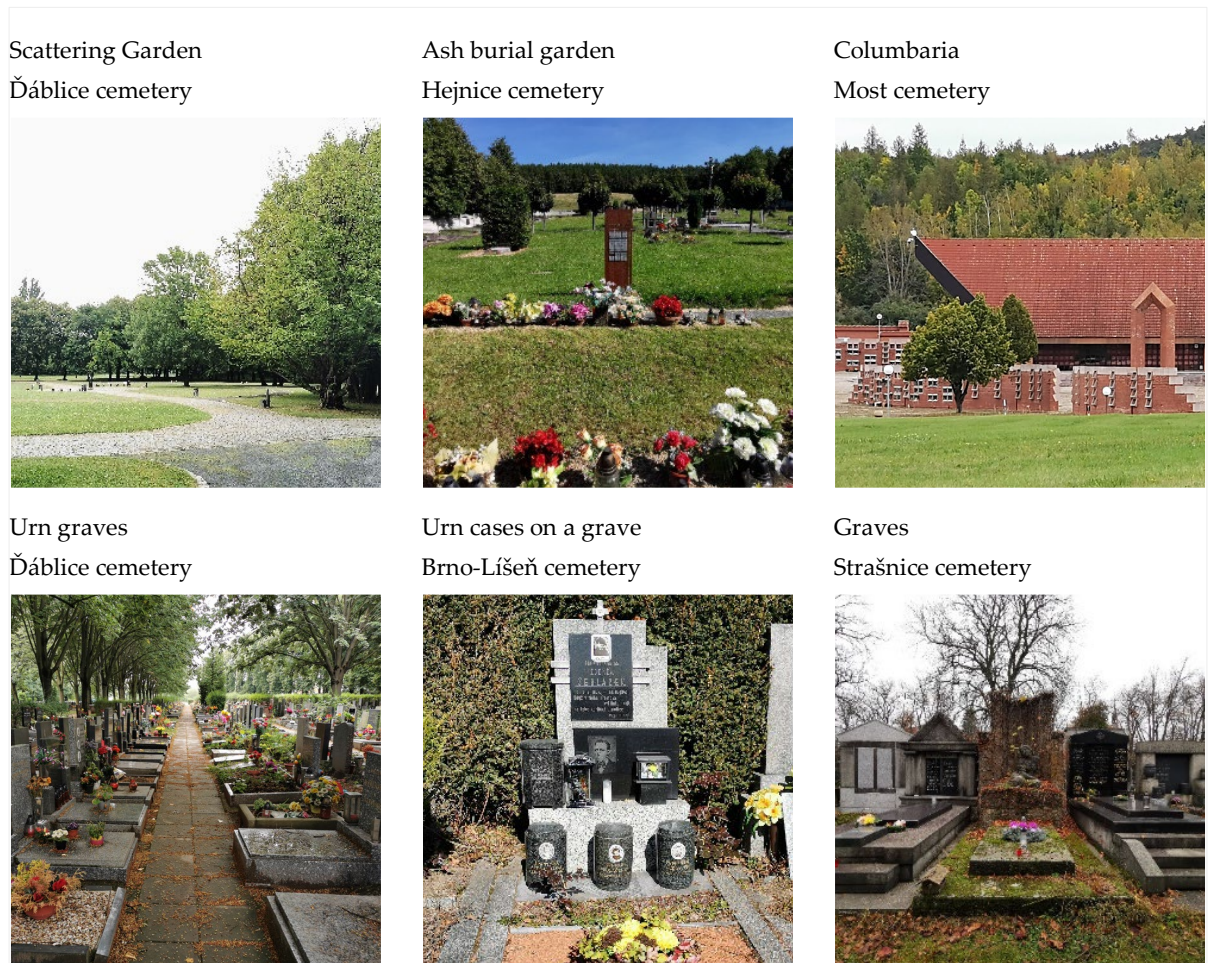 Scattering Garden
Ďáblice cemetery
Ash burial garden
Hejnice cemetery
Columbaria
Most cemetery
Urn graves
Ďáblice cemetery
Urn cases on a grave
Brno-Líšeň cemetery
Graves
Strašnice cemetery